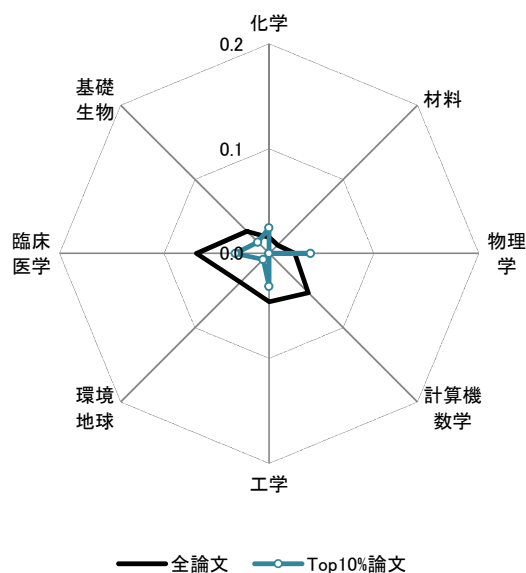 化学
0.2
基礎
生物
材料
0.1
臨床
医学
0.0
物理
学
環境
地球
計算機
数学
工学
全論文
Top10%論文